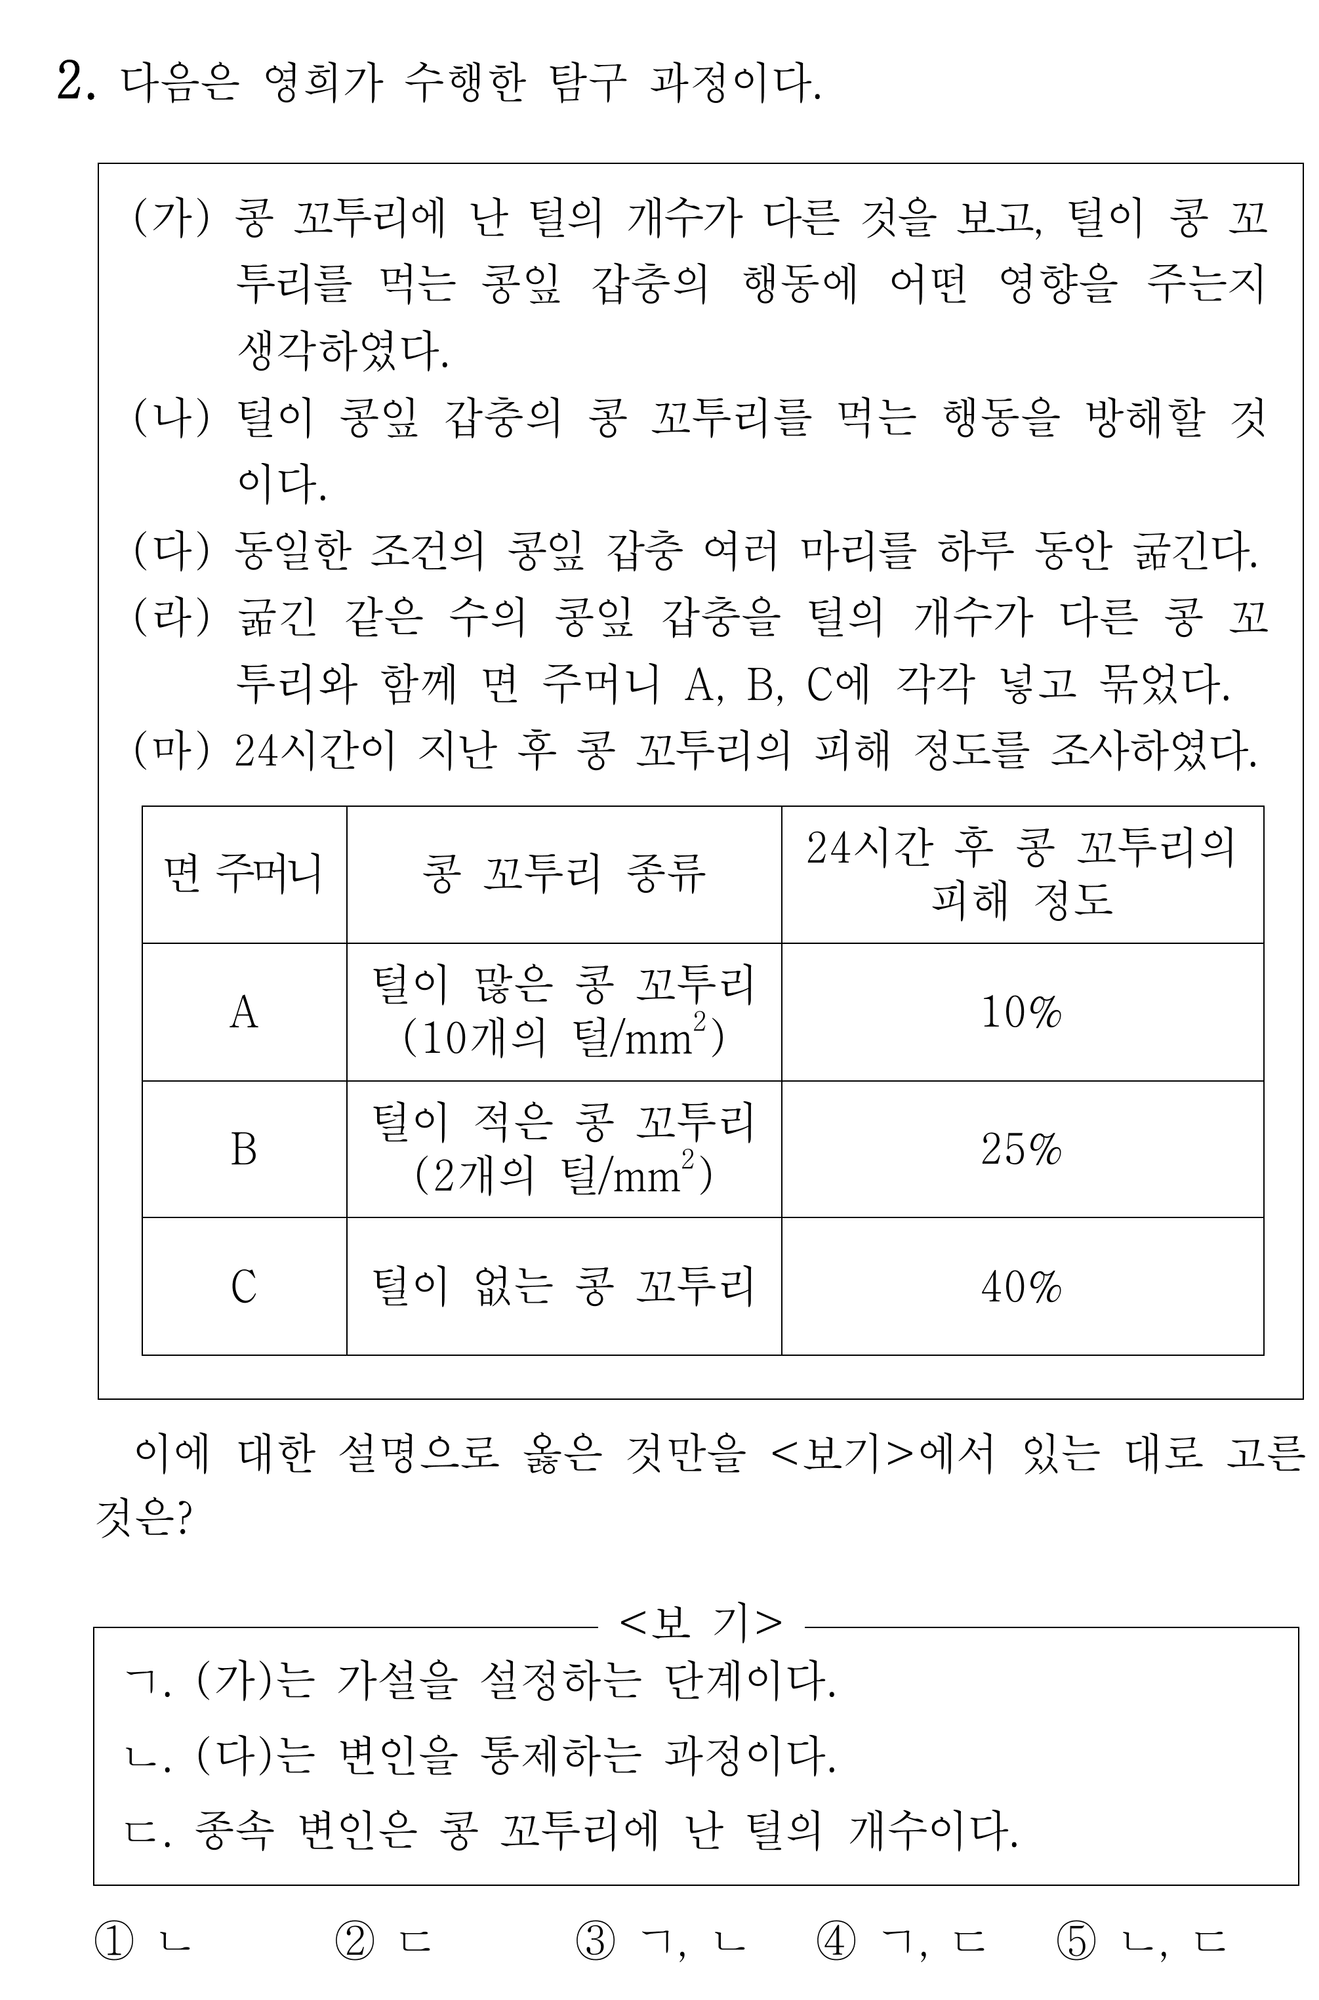 2. 다음은 영희가 수행한 탐구 과정이다.
(가) 콩 꼬투리에 난 털의 개수가 다른 것을 보고, 털이 콩 꼬
투리를 먹는 콩잎 갑충의 행동에 어떤 영향을 주는지
생각하였다.
(나) 털이 콩잎 갑충의 콩 꼬투리를 먹는 행동을 방해할 것
이다.
(다) 동일한 조건의 콩잎 갑충 여러 마리를 하루 동안 굶긴다.
(라) 굶긴 같은 수의 콩잎 갑충을 털의 개수가 다른 콩 꼬
투리와 함께 면 주머니 A, B, C에 각각 넣고 묶었다.
(마) 24시간이 지난 후 콩 꼬투리의 피해 정도를 조사하였다.
면 주머니 콩 꼬투리 종류 24시간 후 콩 꼬투리의
피해 정도
A 털이 많은 콩 꼬투리
(10개의 털/mm²) 10%
B 털이 적은 콩 꼬투리
(2개의 털/mm²) 25%
C 털이 없는 콩 꼬투리 40%
이에 대한 설명으로 옳은 것만을 <보기>에서 있는 대로 고른
것은?
<보 기>
ㄱ. (가)는 가설을 설정하는 단계이다.
ㄴ. (다)는 변인을 통제하는 과정이다.
ㄷ. 종속 변인은 콩 꼬투리에 난 털의 개수이다.
① ㄴ ② ㄷ ③ ㄱ, ㄴ ④ ㄱ, ㄷ ⑤ ㄴ, ㄷ